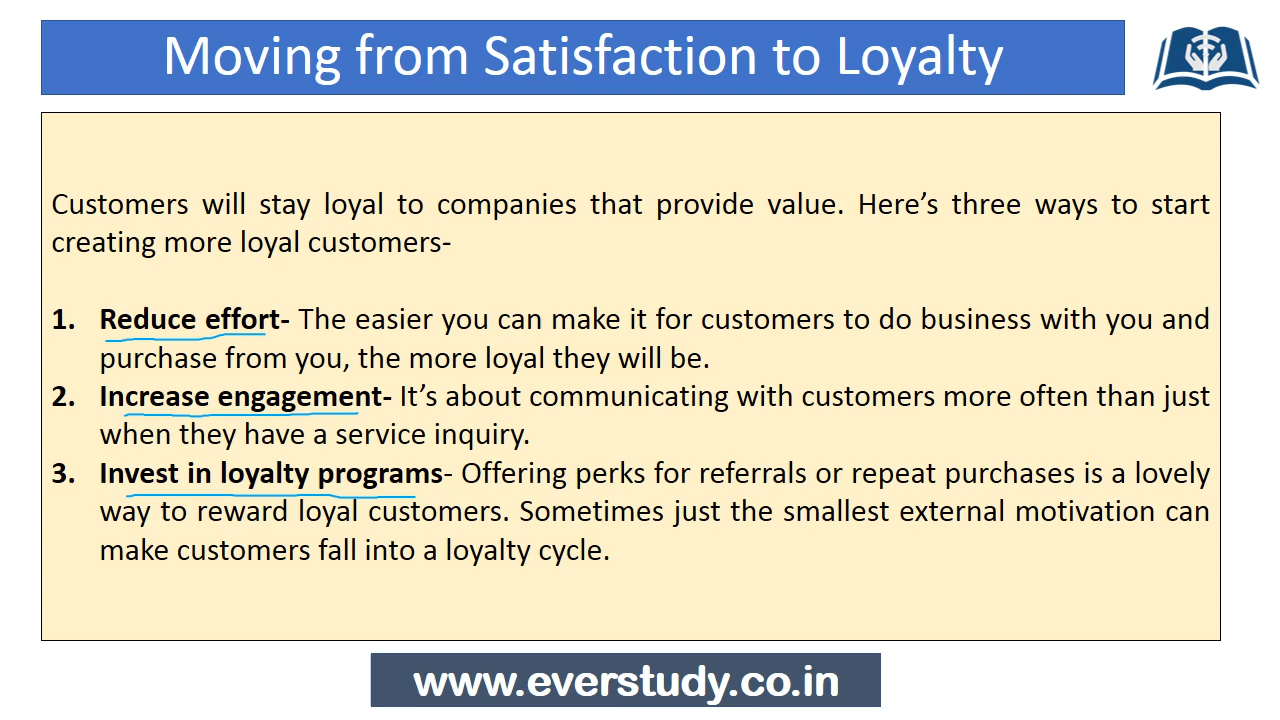 Moving from Satisfaction to Loyalty
Customers will stay loyal to companies that provide value. Here’s three ways to start
creating more loyal customers-
1. Reduce effort- The easier you can make it for customers to do business with you and
purchase from you, the more loyal they will be.
2. Increase engagement- It’s about communicating with customers more often than just
when they have a service inquiry.
3. Invest in loyalty programs- Offering perks for referrals or repeat purchases is a lovely
way to reward loyal customers. Sometimes just the smallest external motivation can
make customers fall into a loyalty cycle.
www.everstudy.co.in